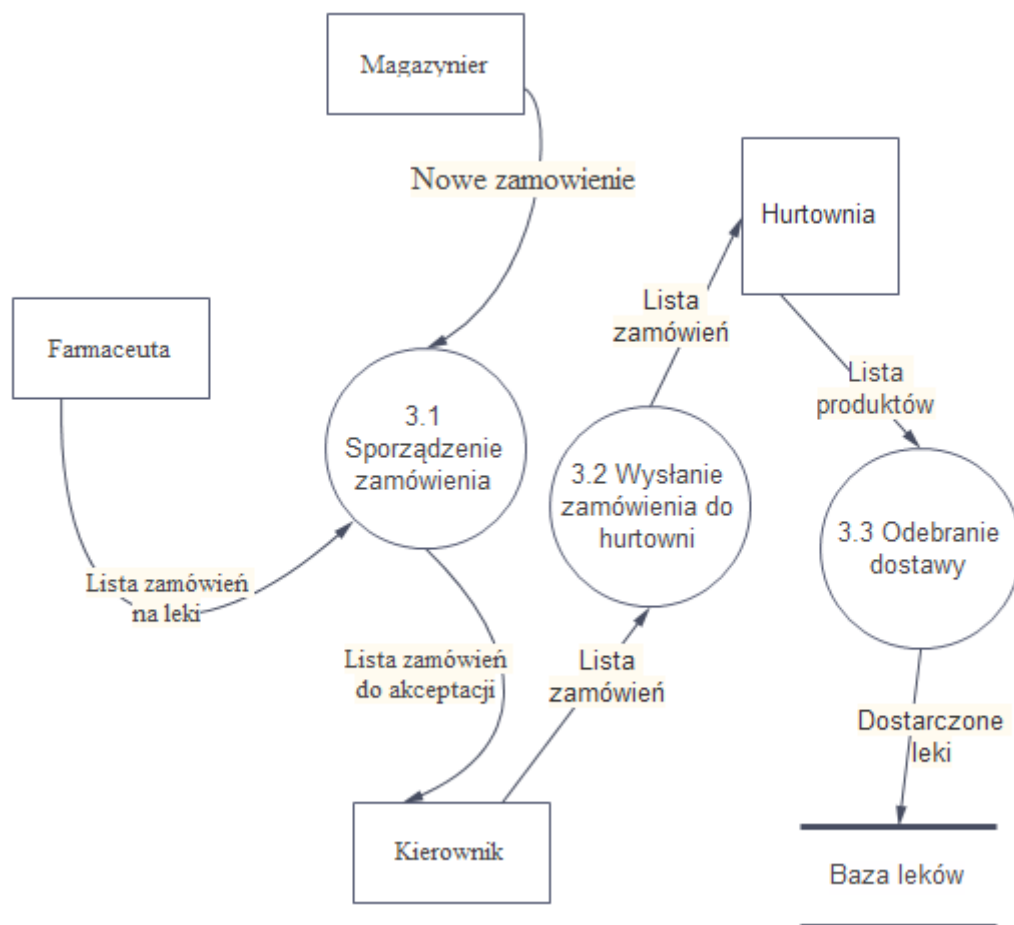 Magazynier
Nowe zamowienie
Hurtownia
Farmaceuta
Lista
zamówień
3.1
Sporządzenie
zamówienia
Lista
produktów
3.2 Wysłanie
zamówienia do
hurtowni
3.3 Odebranie
dostawy
Lista zamówień
na leki
Lista zamówień
do akceptacji
Lista
zamówień
Dostarczone
leki
Kierownik
Baza leków